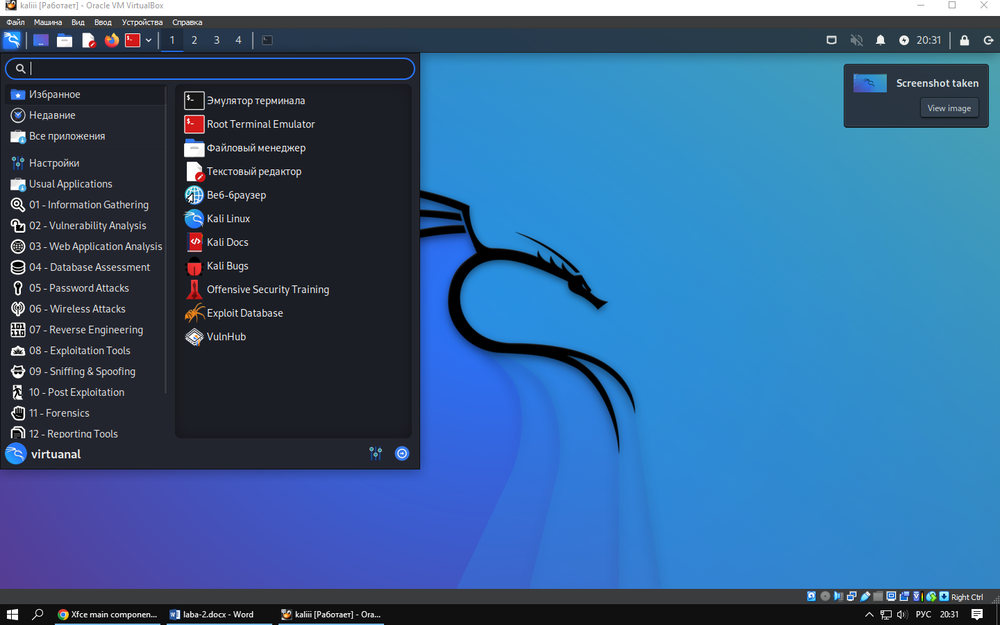 kaliii [Работает] - Oracle VM VirtualBox
Файл Машина Вид Ввод Устройства Справка
1 2 3 4 20:31
Избранное
Недавние
Все приложения
Настройки
Usual Applications
01 - Information Gathering
02 - Vulnerability Analysis
03 - Web Application Analysis
04 - Database Assessment
05 - Password Attacks
06 - Wireless Attacks
07 - Reverse Engineering
08 - Exploitation Tools
09 - Sniffing & Spoofing
10 - Post Exploitation
11 - Forensics
12 - Reporting Tools
Эмулятор терминала
Root Terminal Emulator
Файловый менеджер
Текстовый редактор
Веб-браузер
Kali Linux
Kali Docs
Kali Bugs
Offensive Security Training
Exploit Database
VulnHub
virtuanal
Screenshot taken
View image
Right Ctrl
Xfce main componen...
laba-2.docx - Word
kaliii [Работает] - Ora...
РУС
20:31